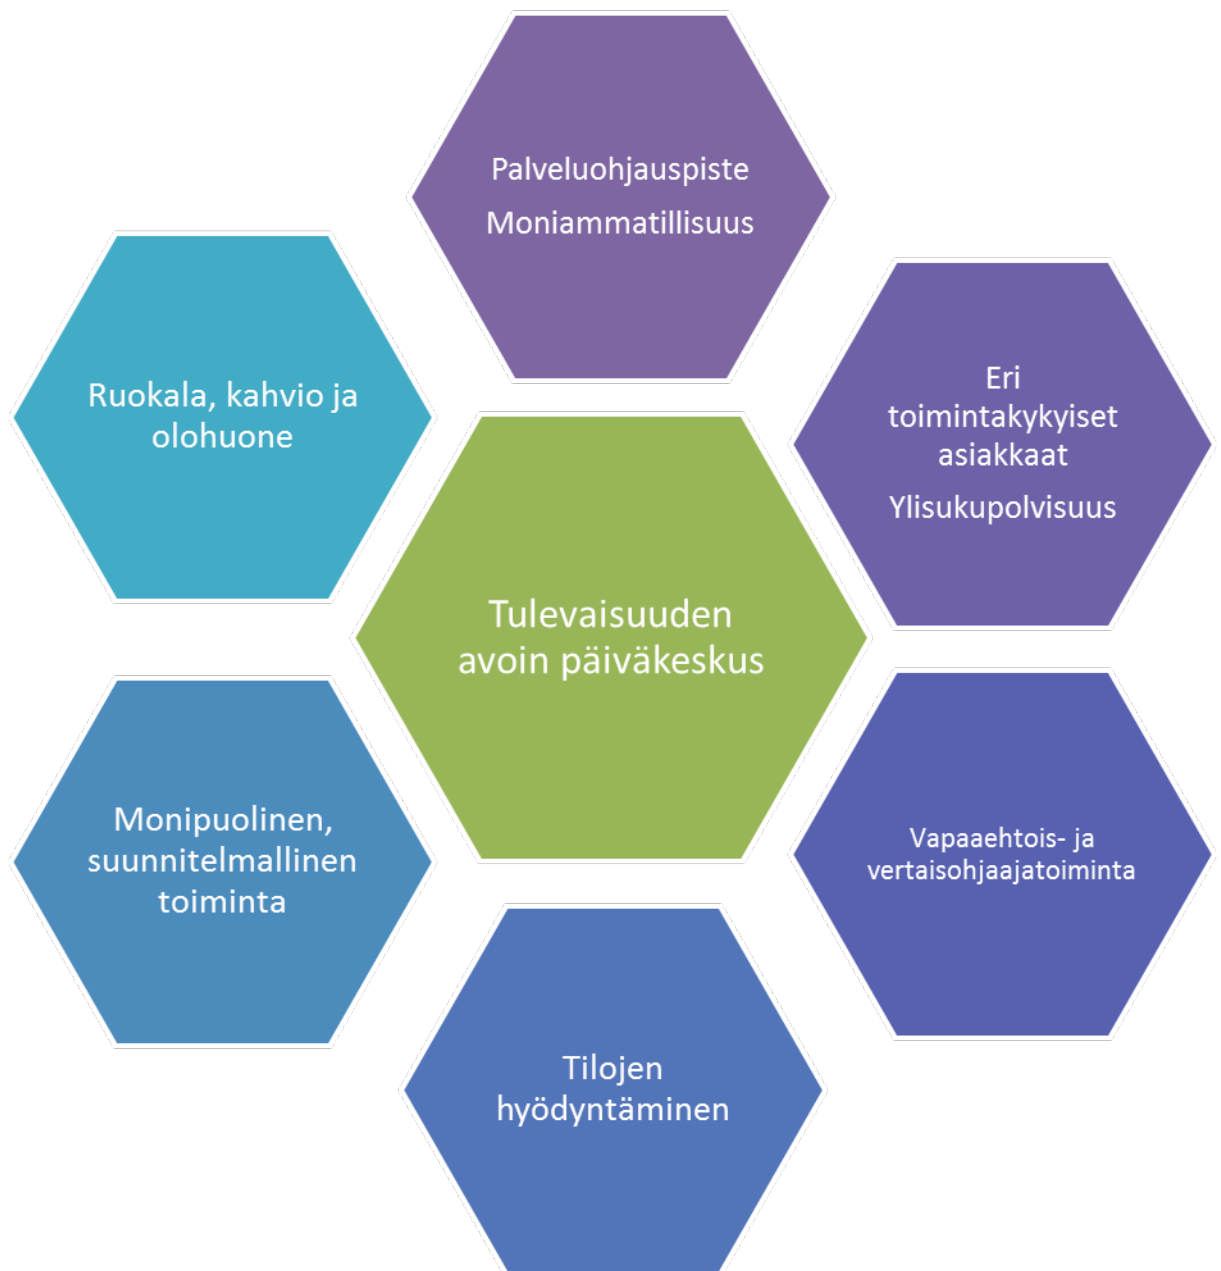 Palveluohjauspiste
Moniammatillisuus
Ruokala, kahvio ja
olohuone
Eri
toimintakykyiset
asiakkaat
Ylisukupolvisuus
Tulevaisuuden
avoin päiväkeskus
Monipuolinen,
suunnitelmallinen
toiminta
Vapaaehtois- ja
vertaisohjaajatoiminta
Tilojen
hyödyntäminen